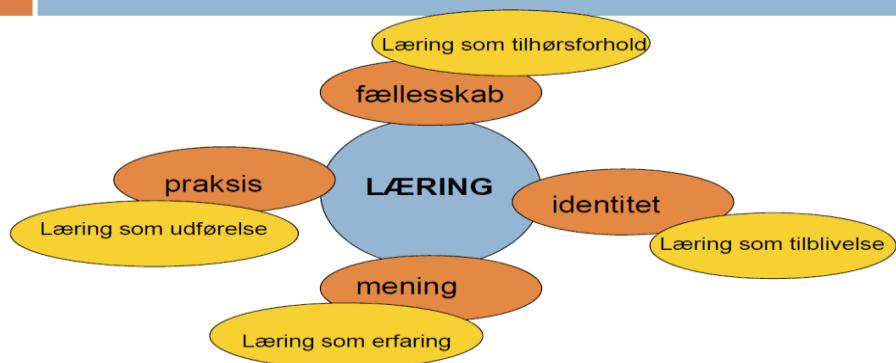 Læring som tilhørsforhold
fællesskab
praksis
LÆRING
identitet
Læring som udførelse
Læring som tilblivelse
mening
Læring som erfaring